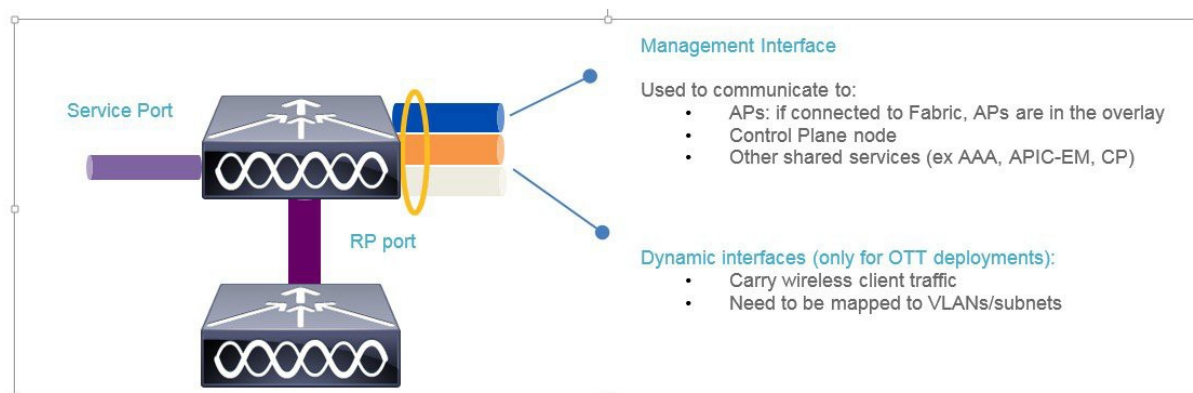 Management Interface
Service Port
Used to communicate to:
• APs: if connected to Fabric, APs are in the overlay
• Control Plane node
• Other shared services (ex AAA, APIC-EM, CP)
RP port
Dynamic interfaces (only for OTT deployments):
• Carry wireless client traffic
• Need to be mapped to VLANs/subnets